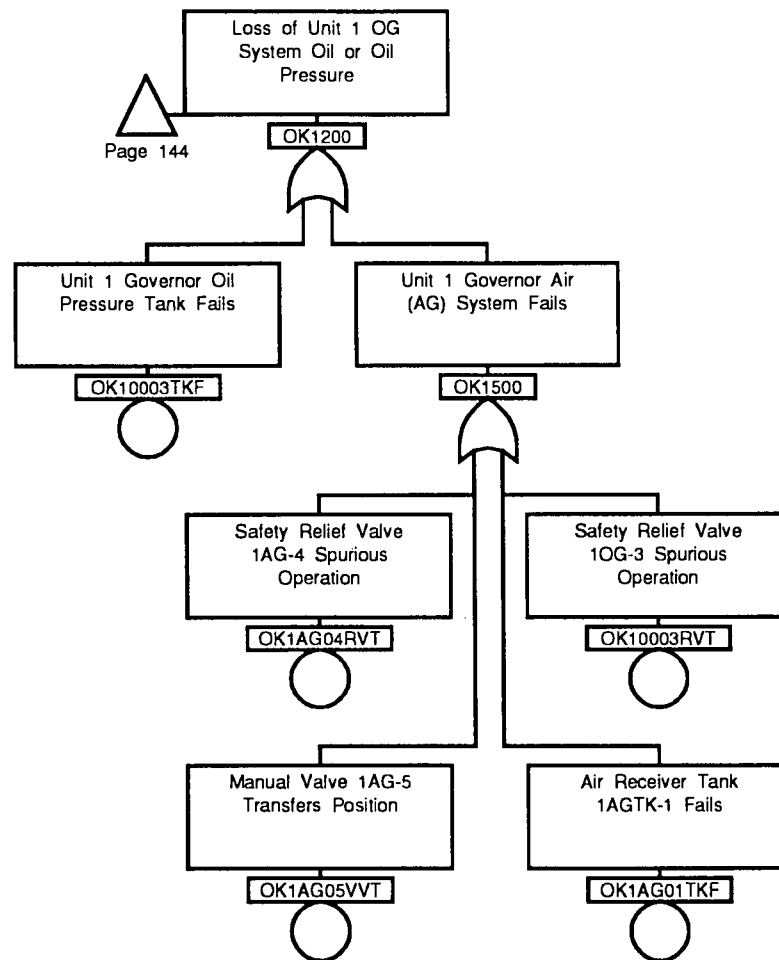 Loss of Unit 1 OG
System Oil or Oil
Pressure
Page 144
OK1200
Unit 1 Governor Oil
Pressure Tank Fails
Unit 1 Governor Air
(AG) System Fails
OK10003TKF
OK1500
Safety Relief Valve
1AG-4 Spurious
Operation
Safety Relief Valve
1OG-3 Spurious
Operation
OK1AG04RVT
OK10003RVT
Manual Valve 1AG-5
Transfers Position
Air Receiver Tank
1AGTK-1 Fails
OK1AG05VVT
OK1AG01TKF